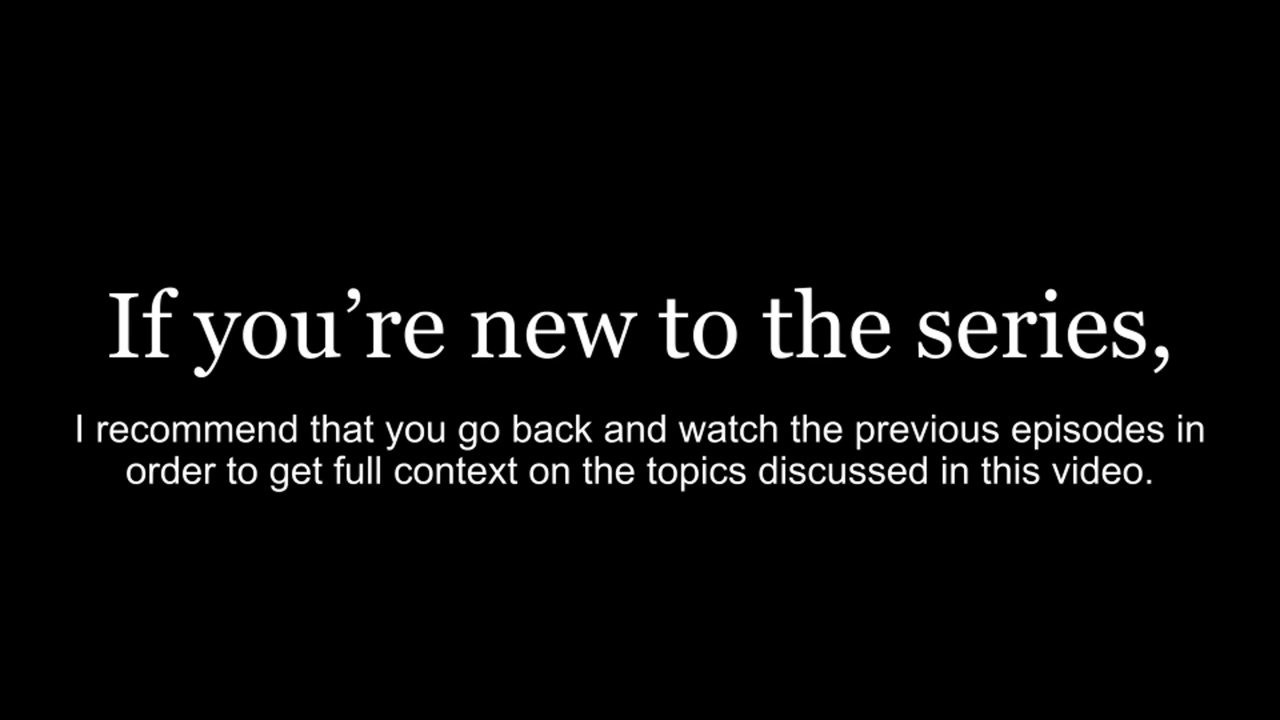 If you’re new to the series,
I recommend that you go back and watch the previous episodes in
order to get full context on the topics discussed in this video.